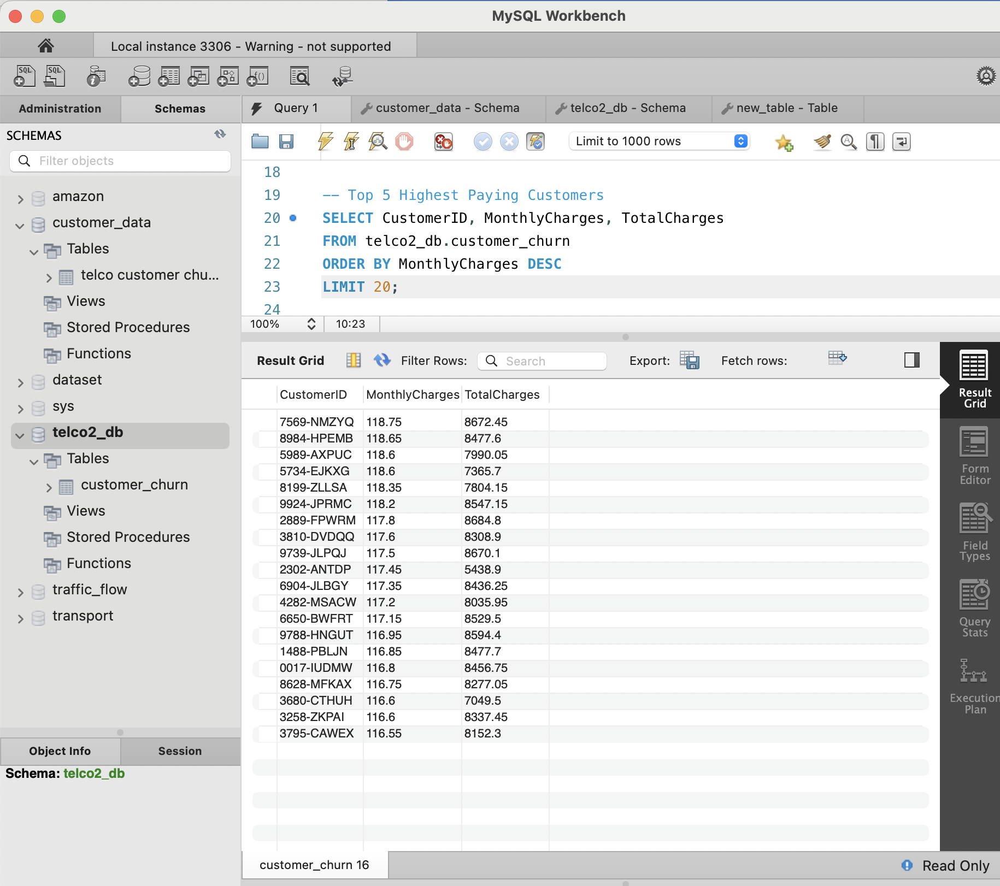 MySQL Workbench
Local instance 3306 - Warning - not supported
SQL SQL
Administration Schemas Query 1 customer_data - Schema telco2_db - Schema new_table - Table
SCHEMAS
Filter objects
amazon
customer_data
Tables
telco customer chu...
Views
Stored Procedures
Functions
dataset
sys
telco2_db
Tables
customer_churn
Views
Stored Procedures
Functions
traffic_flow
transport
Object Info Session
Schema: telco2_db
Limit to 1000 rows
18
19 -- Top 5 Highest Paying Customers
20 SELECT CustomerID, MonthlyCharges, TotalCharges
21 FROM telco2_db.customer_churn
22 ORDER BY MonthlyCharges DESC
23 LIMIT 20;
24
100% 10:23
Result Grid Filter Rows: Search Export: Fetch rows:
CustomerID MonthlyCharges TotalCharges
7569-NMZYQ 118.75 8672.45
8984-HPEMB 118.65 8477.6
5989-AXPUC 118.6 7990.05
5734-EJKXG 118.6 7365.7
8199-ZLLSA 118.35 7804.15
9924-JPRMC 118.2 8547.15
2889-FPWRM 117.8 8684.8
3810-DVDQQ 117.6 8308.9
9739-JLPQJ 117.5 8670.1
2302-ANTDP 117.45 5438.9
6904-JLBGY 117.35 8436.25
4282-MSACW 117.2 8035.95
6650-BWFRT 117.15 8529.5
9788-HNGUT 116.95 8594.4
1488-PBLJN 116.85 8477.7
0017-IUDMW 116.8 8456.75
8628-MFKAX 116.75 8277.05
3680-CTHUH 116.6 7049.5
3258-ZKPAI 116.6 8337.45
3795-CAWEX 116.55 8152.3
Result
Grid
Form
Editor
Field
Types
Query
Stats
Execution
Plan
customer_churn 16
Read Only